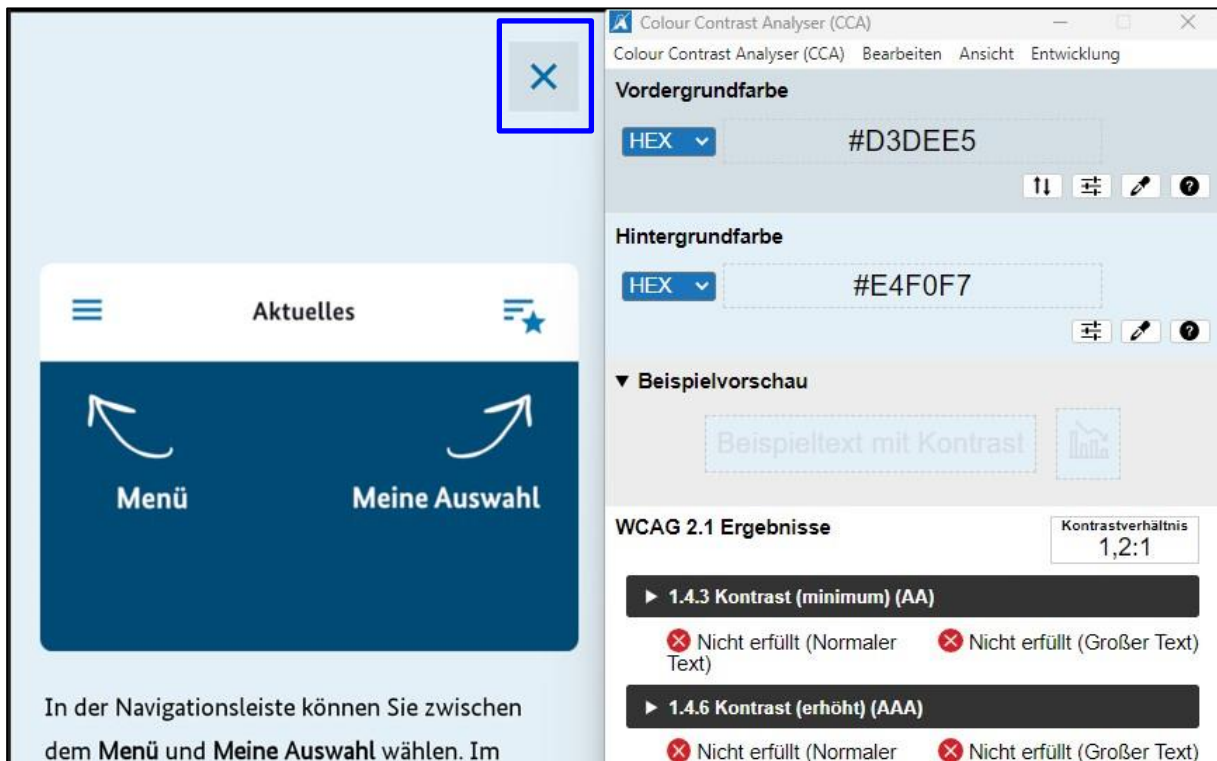 Aktuelles
Menü
Meine Auswahl
In der Navigationsleiste können Sie zwischen
dem Menü und Meine Auswahl wählen. Im
Colour Contrast Analyser (CCA)
Colour Contrast Analyser (CCA) Bearbeiten Ansicht Entwicklung
Vordergrundfarbe
HEX
#D3DEE5
Hintergrundfarbe
HEX
#E4F0F7
Beispielvorschau
Beispieltext mit Kontrast
WCAG 2.1 Ergebnisse
Kontrastverhältnis
1,2:1
1.4.3 Kontrast (minimum) (AA)
Nicht erfüllt (Normaler
Text)
Nicht erfüllt (Großer Text)
1.4.6 Kontrast (erhöht) (AAA)
Nicht erfüllt (Normaler
Nicht erfüllt (Großer Text)